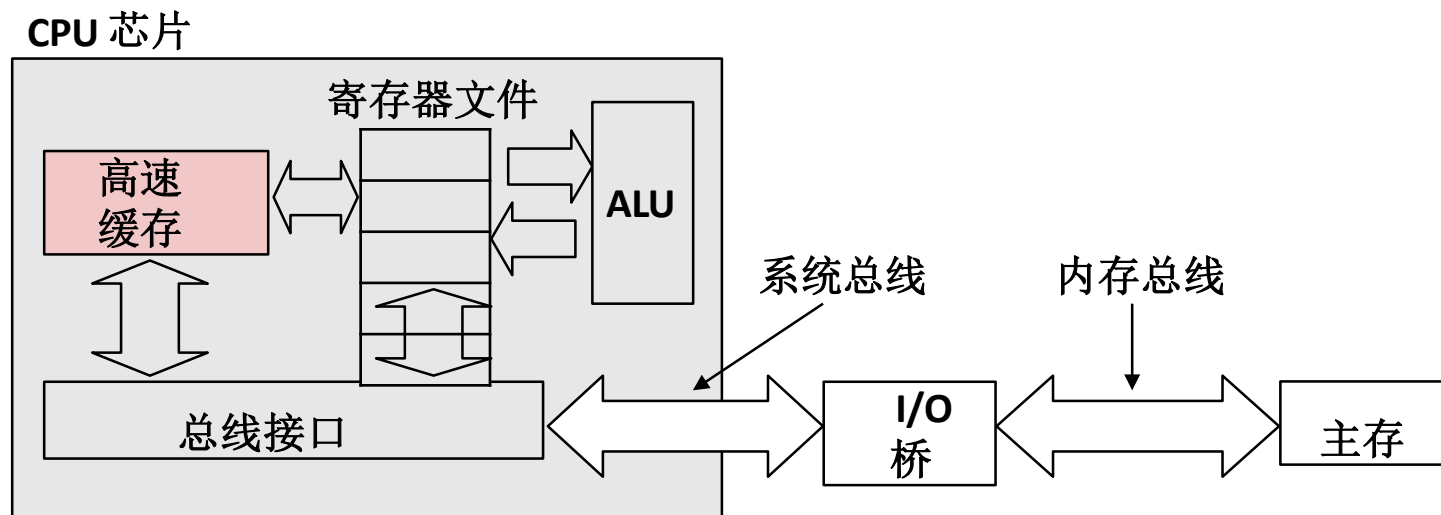 CPU 芯片
寄存器文件
高速
缓存
ALU
系统总线
内存总线
总线接口
I/O
桥
主存